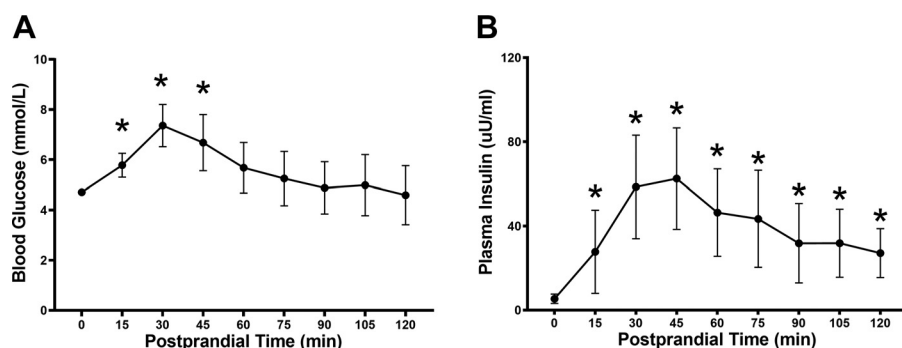 A
Blood Glucose (mmol/L)
10
8
6
4
2
0
* * *
0 15 30 45 60 75 90 105 120
Postprandial Time (min)
B
Plasma Insulin (uU/ml)
120
80
40
0
* * * * * * * *
0 15 30 45 60 75 90 105 120
Postprandial Time (min)